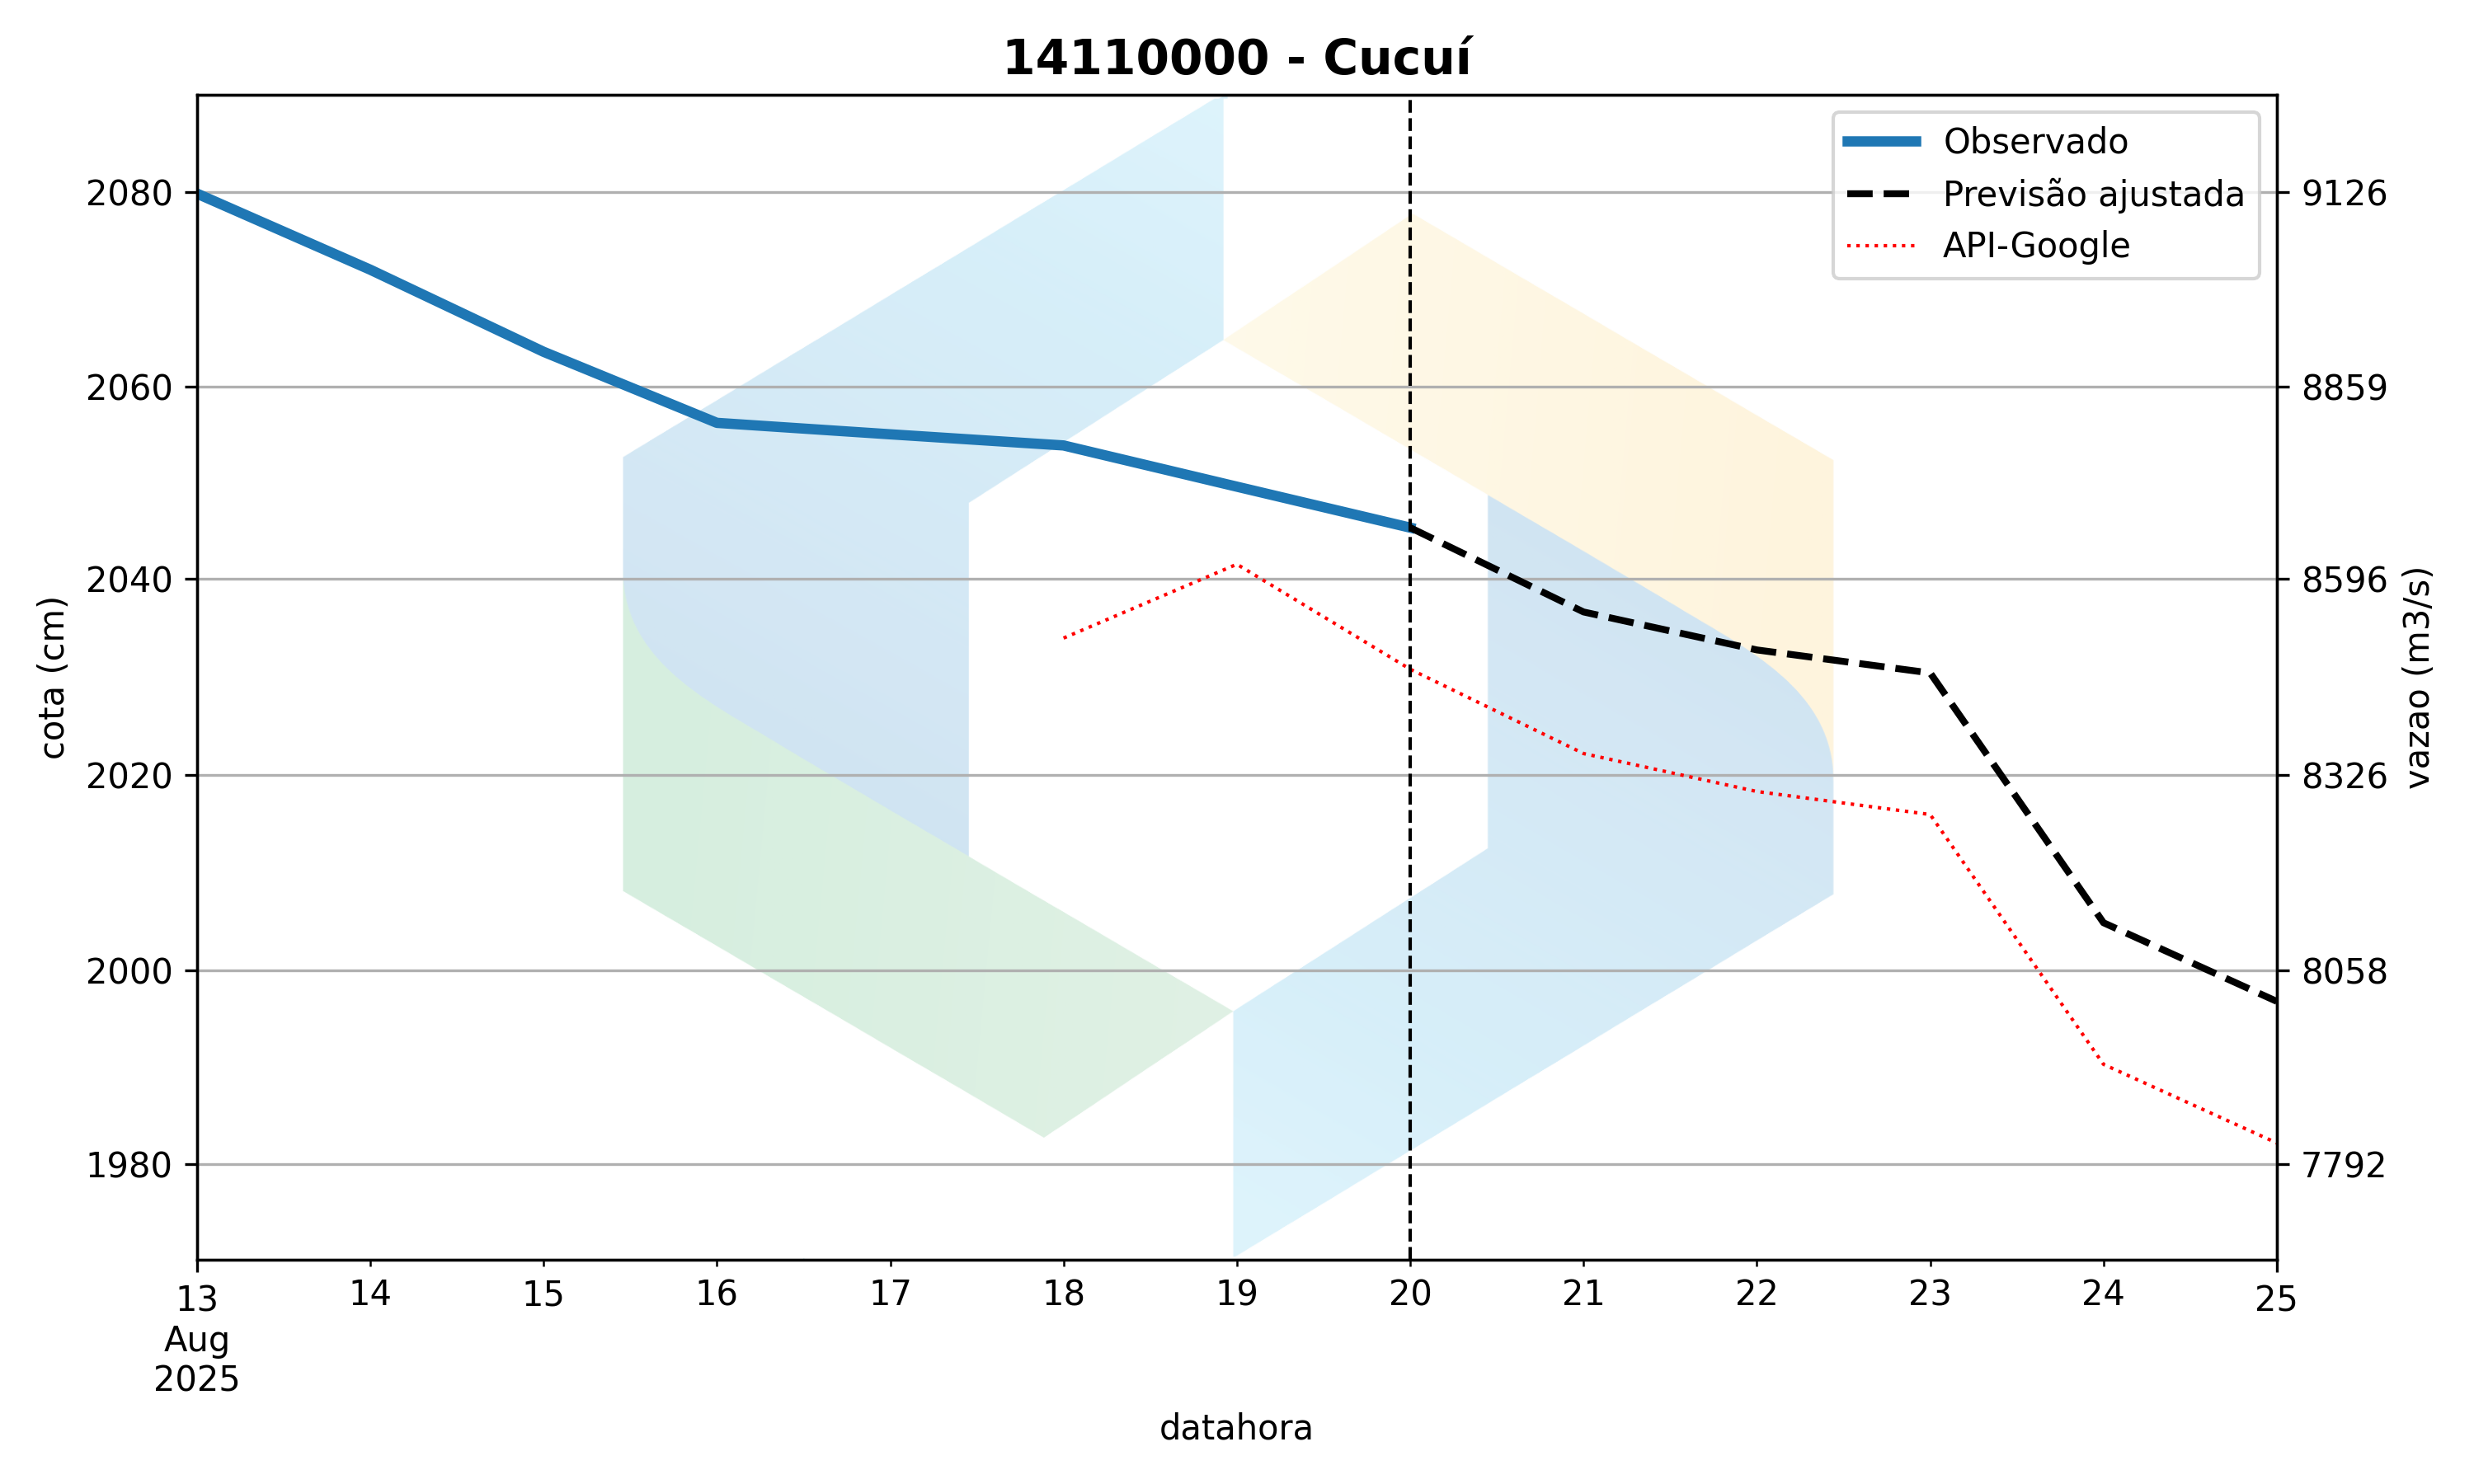 14110000 - Cucuí
Observado
Previsão ajustada
API-Google
2080
2060
2040
2020
2000
1980
cota (cm)
9126
8859
8596
8326
8058
7792
vazao (m3/s)
13 14 15 16 17 18 19 20 21 22 23 24 25
Aug
2025
datahora